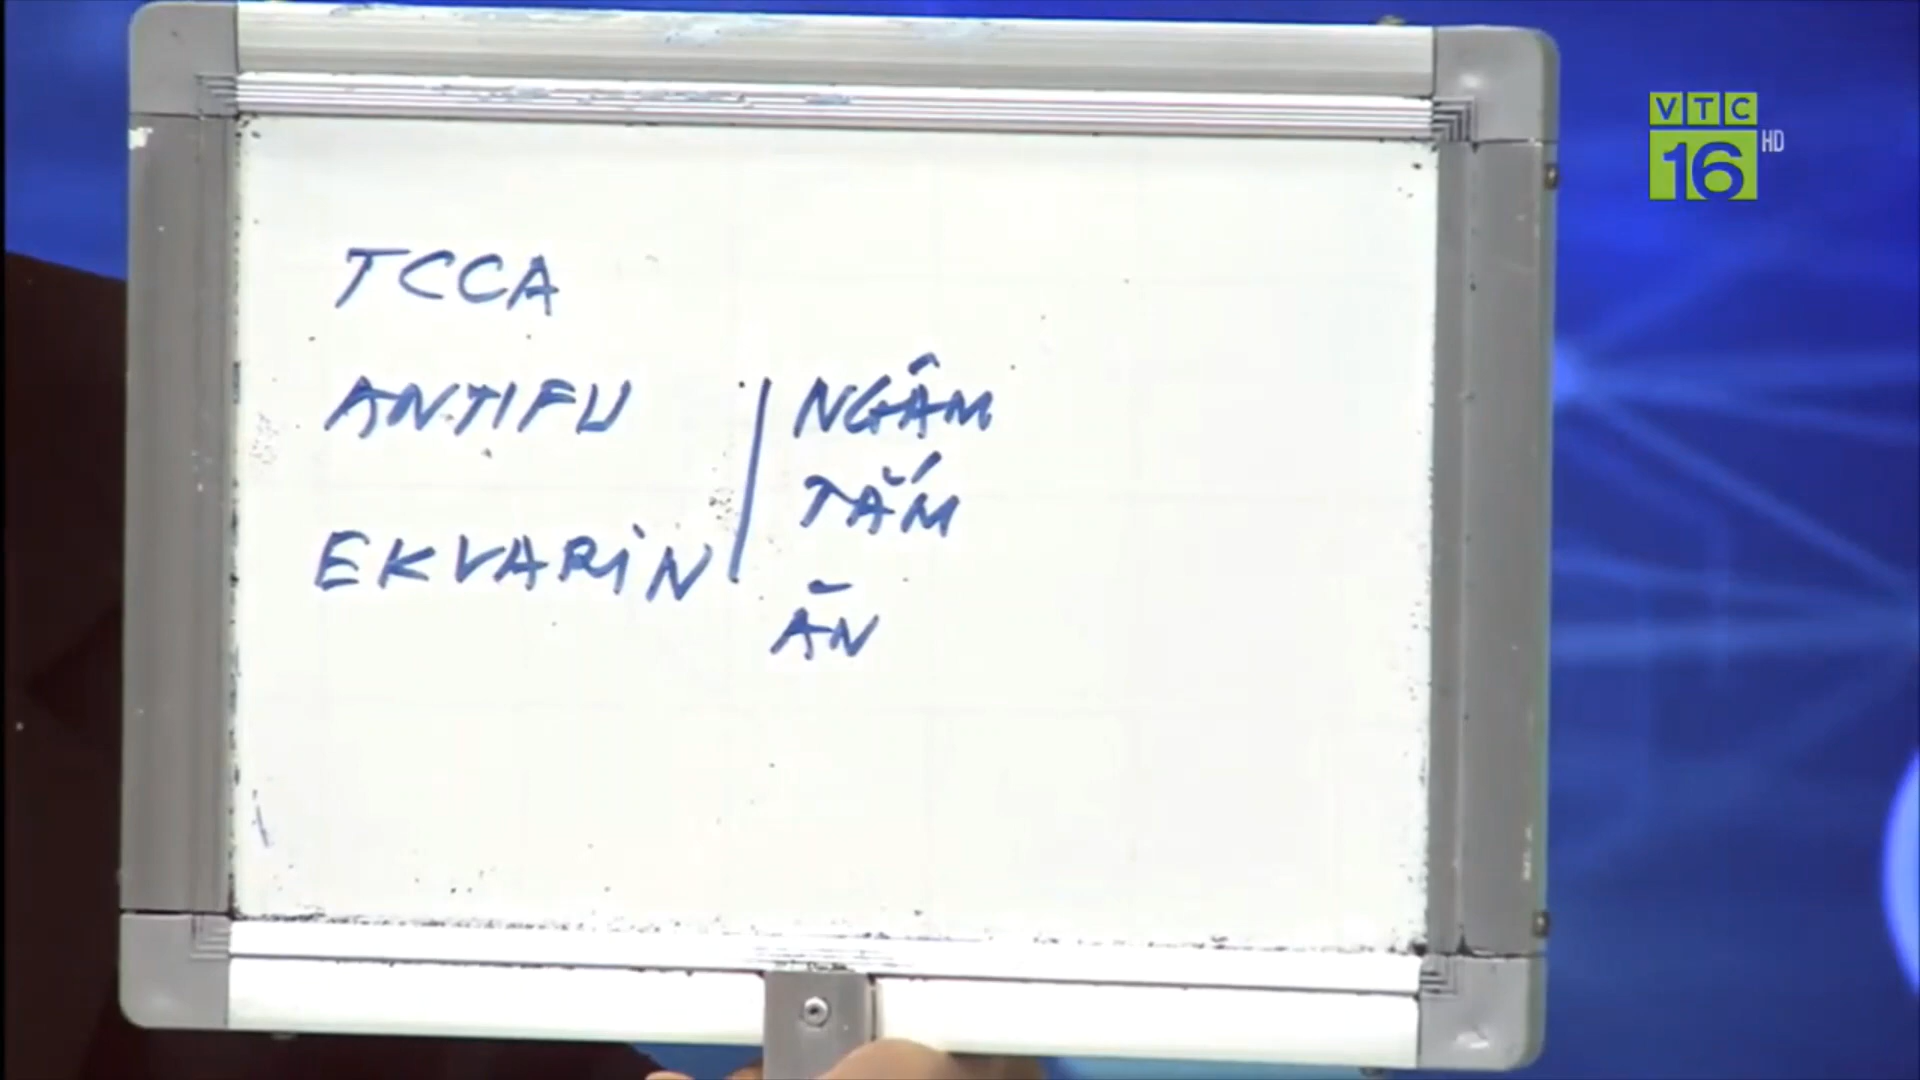 VTC
16 HD
TCCA
ANTIFU
NGÂM
TẮM
EKVARIN
ĂN